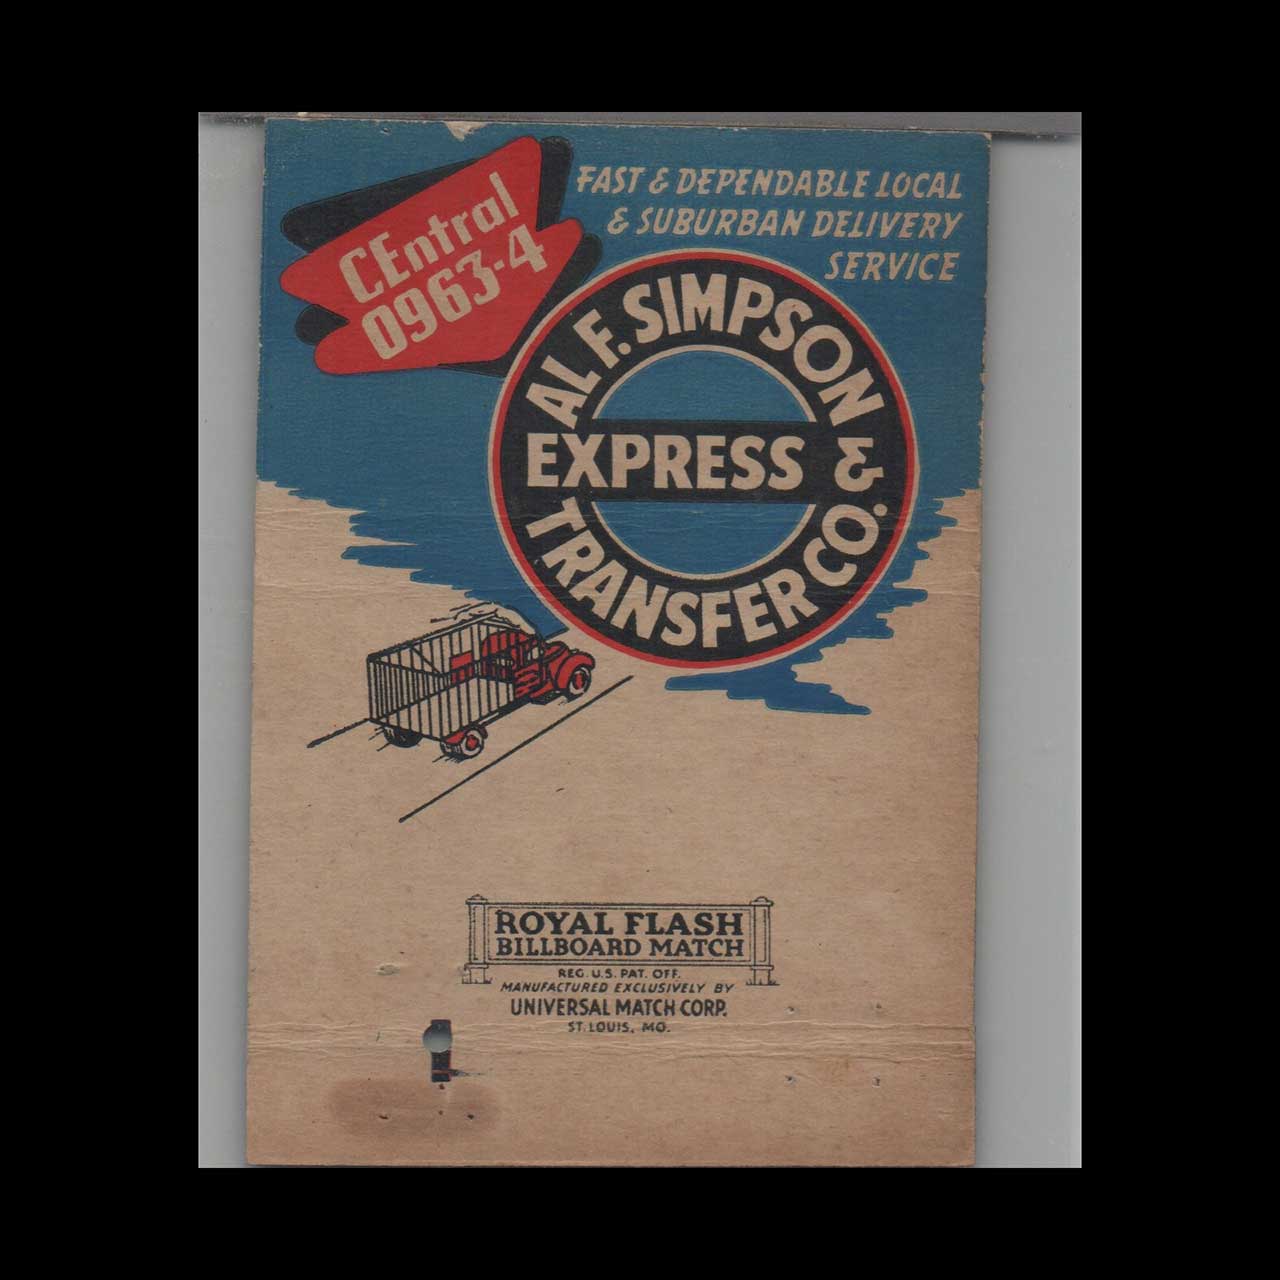 CEntral
0963-4
FAST & DEPENDABLE LOCAL
& SUBURBAN DELIVERY
SERVICE
AL F. SIMPSON &
EXPRESS
TRANSFER CO.
ROYAL FLASH
BILLBOARD MATCH
REG. U.S. PAT. OFF.
MANUFACTURED EXCLUSIVELY BY
UNIVERSAL MATCH CORP.
ST. LOUIS, MO.